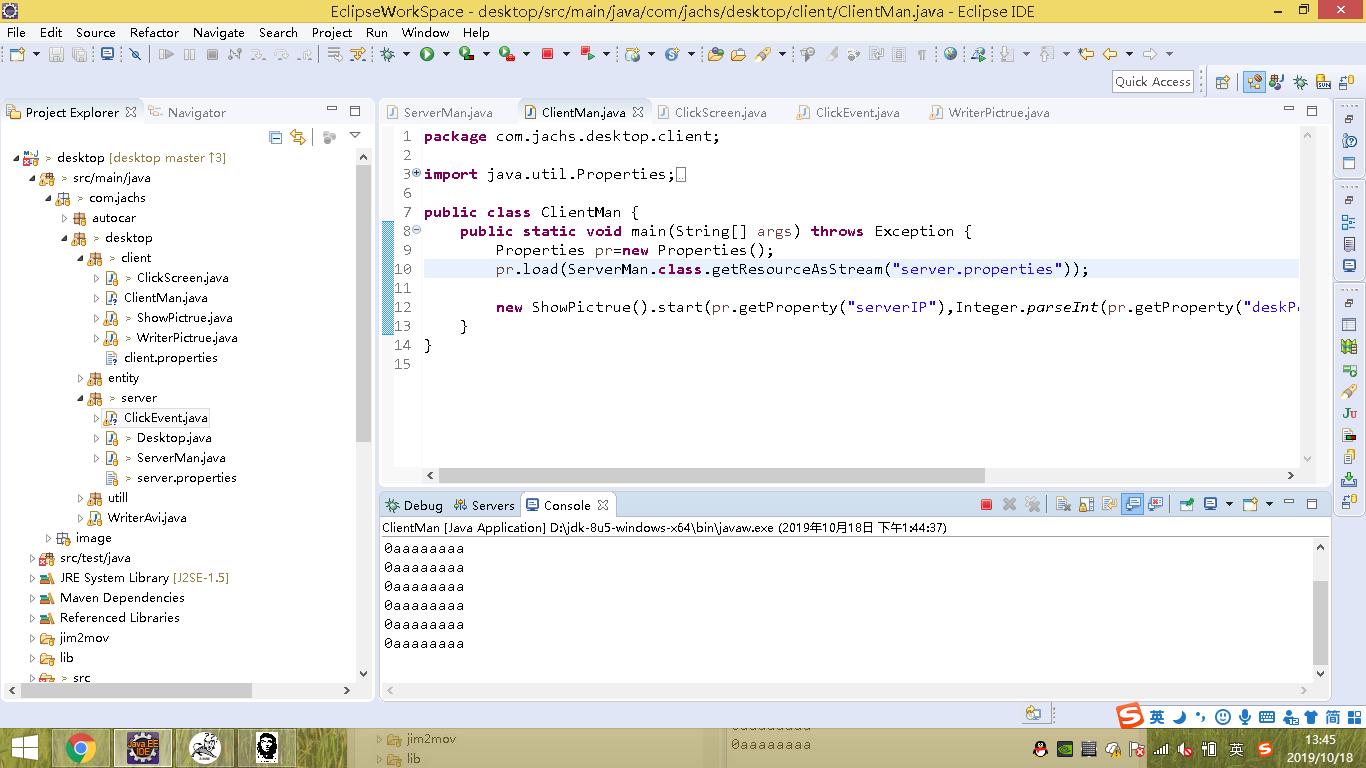 EclipseWorkSpace - desktop/src/main/java/com/jachs/desktop/client/ClientMan.java - Eclipse IDE
File Edit Source Refactor Navigate Search Project Run Window Help
Quick Access
Project Explorer Navigator
> desktop [desktop master ↑3]
> src/main/java
> com.jachs
autocar
> desktop
> client
> ClickScreen.java
> ClientMan.java
> ShowPictrue.java
> WriterPictrue.java
client.properties
entity
> server
ClickEvent.java
> Desktop.java
> ServerMan.java
> server.properties
utill
WriterAvi.java
image
src/test/java
JRE System Library [J2SE-1.5]
Maven Dependencies
Referenced Libraries
jim2mov
lib
> src
ServerMan.java ClientMan.java ClickScreen.java ClickEvent.java WriterPictrue.java
1 package com.jachs.desktop.client;
2
3 import java.util.Properties;
6
7 public class ClientMan {
8 public static void main(String[] args) throws Exception {
9 Properties pr=new Properties();
10 pr.load(ServerMan.class.getResourceAsStream("server.properties"));
11
12 new ShowPictrue().start(pr.getProperty("serverIP"),Integer.parseInt(pr.getProperty("deskP
13 }
14 }
15
Debug Servers Console
ClientMan [Java Application] D:\jdk-8u5-windows-x64\bin\javaw.exe (2019年10月18日 下午1:44:37)
0aaaaaaaa
0aaaaaaaa
0aaaaaaaa
0aaaaaaaa
0aaaaaaaa
0aaaaaaaa
英 简
Java EE IDE
jim2mov
lib
0aaaaaaaa
英
13:45
2019/10/18